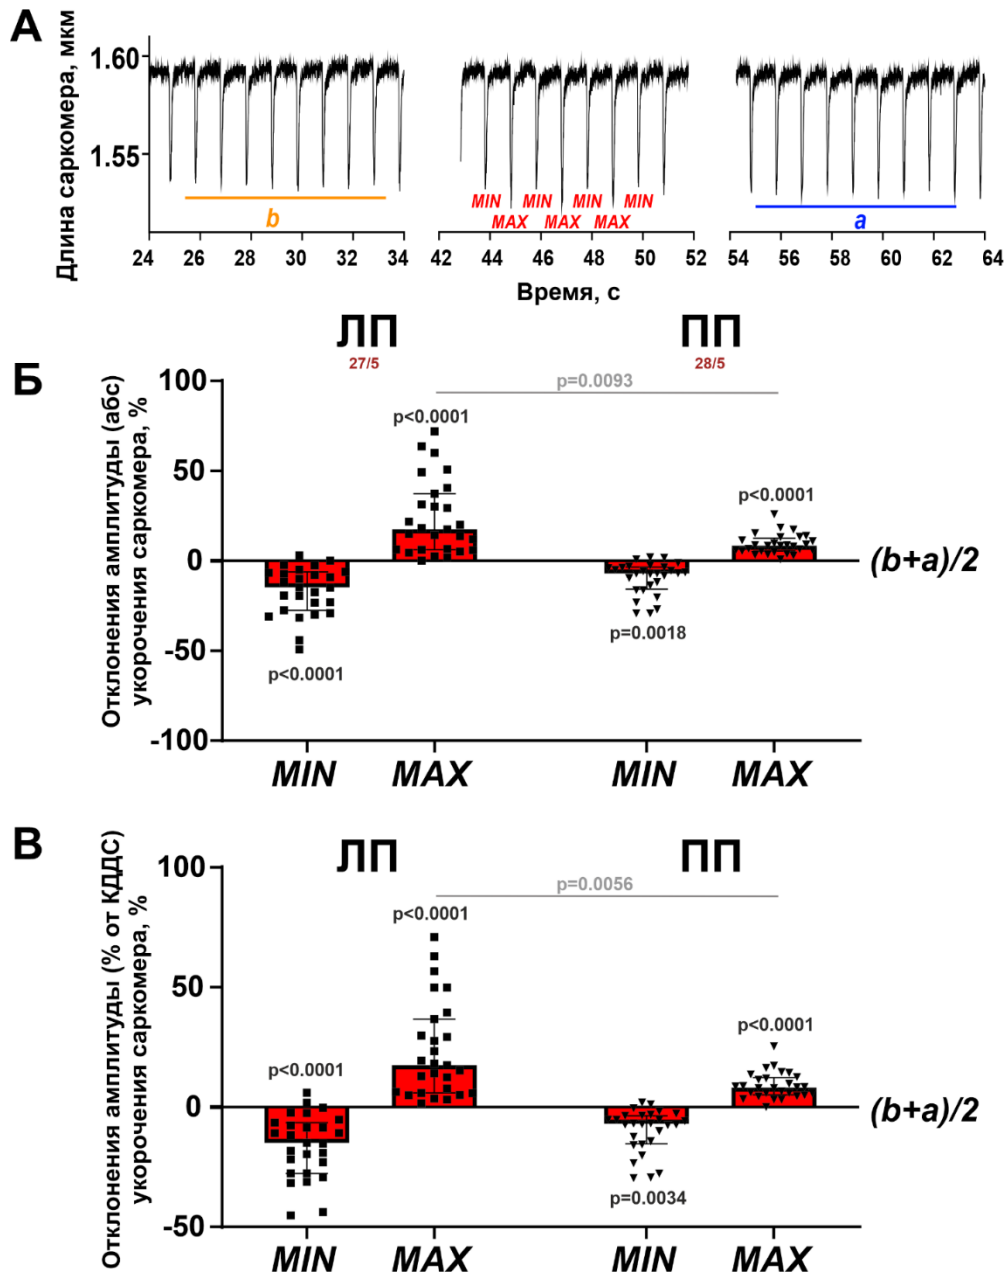 А
Длина саркомера, мкм
1.60
1.55
b
MIN MIN MIN MIN
MAX MAX MAX
a
24 26 28 30 32 34
42 44 46 48 50 52
54 56 58 60 62 64
Время, с
ЛП ПП
27/5 28/5
Б
Отклонения амплитуды (абс)
укорочения саркомера, %
100
50
0
-50
-100
p=0.0093
p<0.0001
p<0.0001
(b+a)/2
p<0.0001
p=0.0018
MIN MAX MIN MAX
В
Отклонения амплитуды (% от КДДС)
укорочения саркомера, %
ЛП ПП
100
50
0
-50
p=0.0056
p<0.0001
p<0.0001
p<0.0001
(b+a)/2
p=0.0034
MIN MAX MIN MAX